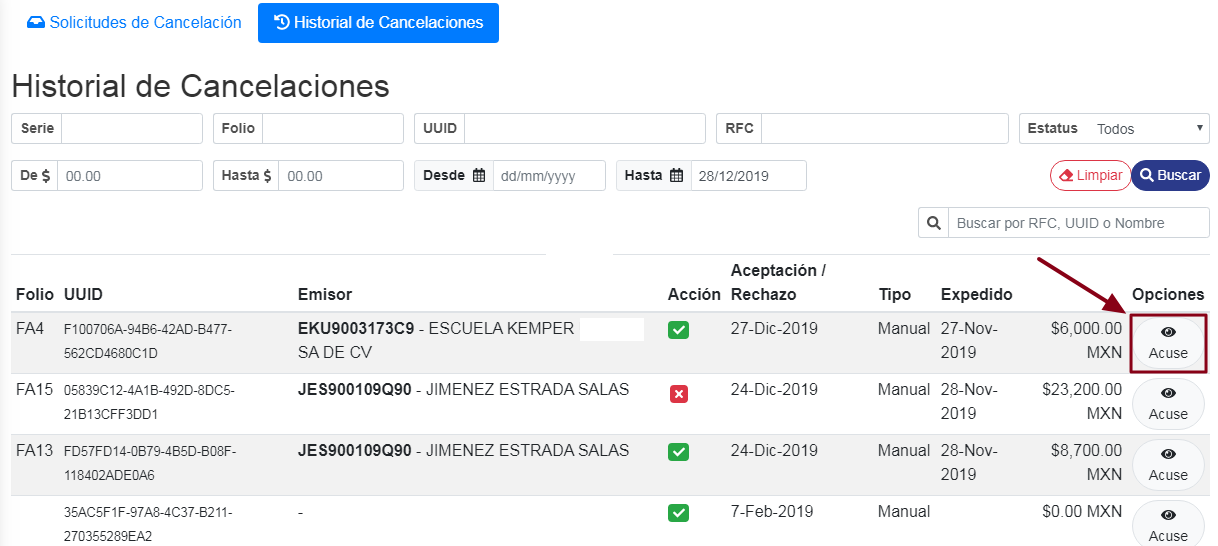 Solicitudes de Cancelación
Historial de Cancelaciones
Historial de Cancelaciones
Serie
Folio
UUID
RFC
Estatus Todos
De $ 00.00
Hasta $ 00.00
Desde dd/mm/yyyy
Hasta 28/12/2019
Limpiar
Buscar
Buscar por RFC, UUID o Nombre
Folio UUID Emisor Acción Aceptación / Rechazo Tipo Expedido Opciones
FA4 F100706A-94B6-42AD-B477- EKU9003173C9 - ESCUELA KEMPER 27-Dic-2019 Manual 27-Nov- $6,000.00
562CD4680C1D SA DE CV 2019 MXN Acuse
FA15 05839C12-4A1B-492D-8DC5- JES900109Q90 - JIMENEZ ESTRADA SALAS 24-Dic-2019 Manual 28-Nov- $23,200.00
21B13CFF3DD1 2019 MXN Acuse
FA13 FD57FD14-0B79-4B5D-B08F- JES900109Q90 - JIMENEZ ESTRADA SALAS 24-Dic-2019 Manual 28-Nov- $8,700.00
118402ADE0A6 2019 MXN Acuse
35AC5F1F-97A8-4C37-B211- - 7-Feb-2019 Manual $0.00 MXN
270355289EA2 Acuse